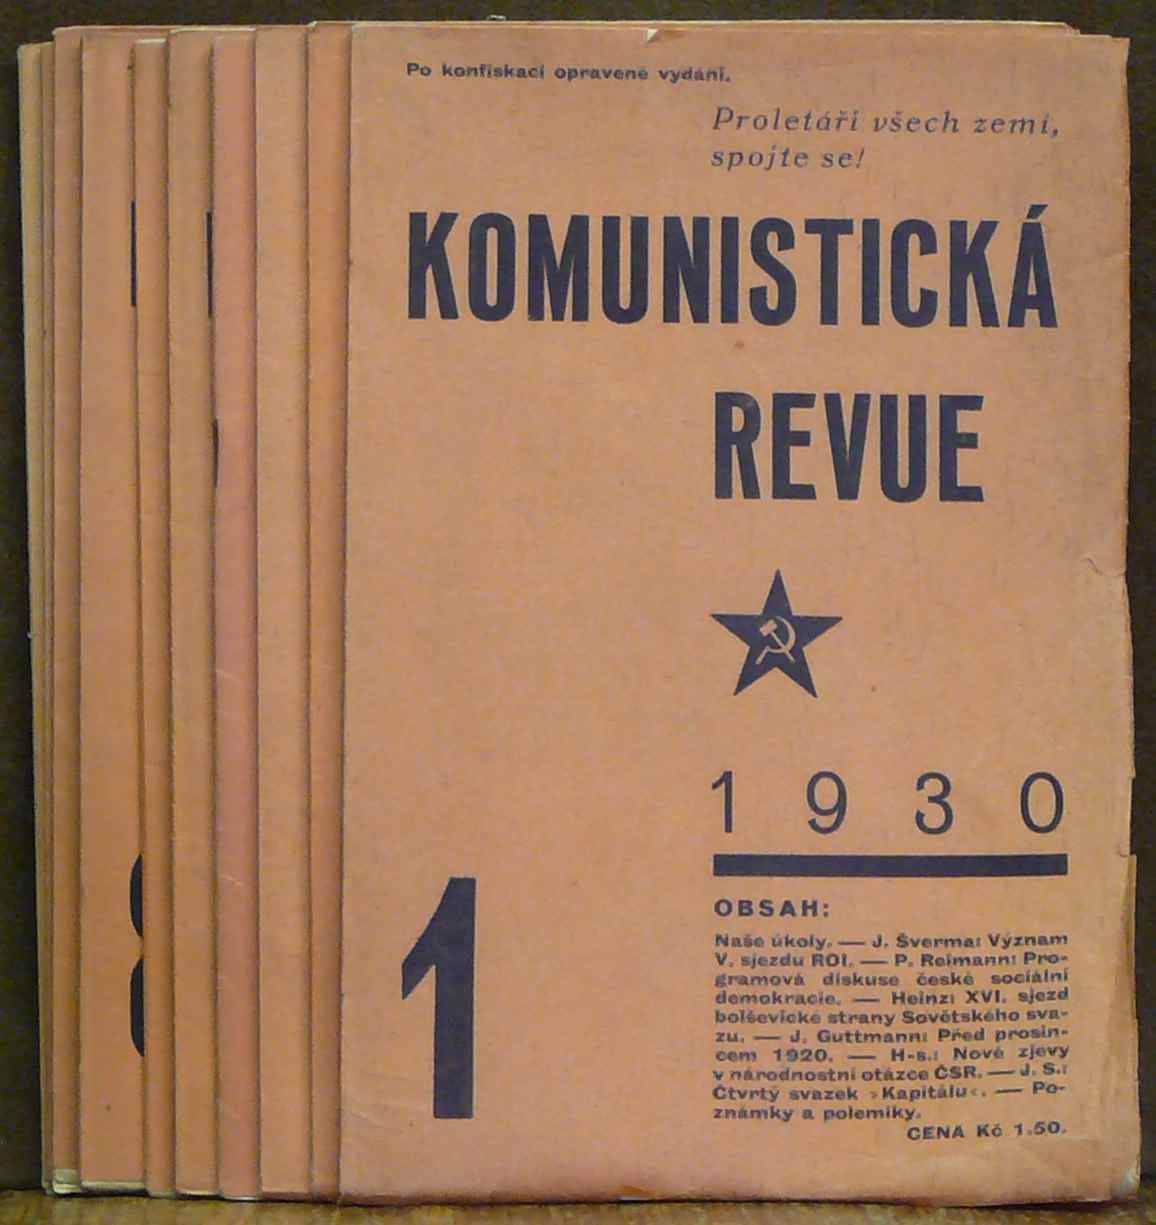 Po konfiskaci opravené vydání.
Proletáři všech zemí,
spojte se!
KOMUNISTICKÁ
REVUE
1930
1
OBSAH:
Naše úkoly. — J. Šverma: Význam
V. sjezdu ROI. — P. Reimann: Pro-
gramová diskuse české sociální
demokracie. — Heinz: XVI. sjezd
bolševické strany Sovětského sva-
zu. — J. Guttmann: Před prosin-
cem 1920. — H-s.: Nové zjevy
v národnostní otázce ČSR. — J. S.:
Čtvrtý svazek »Kapitálu«. — Po-
známky a polemiky.
CENA Kč 1.50.